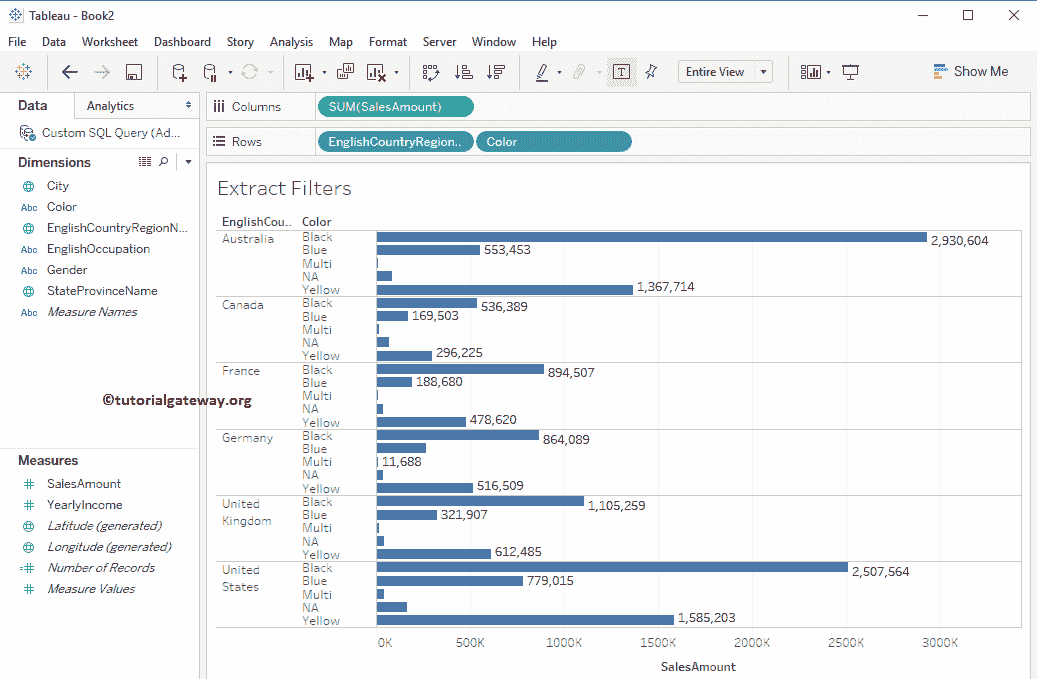 Tableau - Book2
File Data Worksheet Dashboard Story Analysis Map Format Server Window Help
T Entire View Show Me
Data Analytics
Custom SQL Query (Ad...
Columns SUM(SalesAmount)
Rows EnglishCountryRegion.. Color
Dimensions
Abc City
Abc Color
EnglishCountryRegionN...
Abc EnglishOccupation
Abc Gender
StateProvinceName
Abc Measure Names
©tutorialgateway.org
Measures
SalesAmount
YearlyIncome
Latitude (generated)
Longitude (generated)
Number of Records
Measure Values
Extract Filters
EnglishCou.. Color
Australia Black 2,930,604
Blue 553,453
Multi
NA
Yellow 1,367,714
Canada Black 536,389
Blue 169,503
Multi
NA
Yellow 296,225
France Black 894,507
Blue 188,680
Multi
NA
Yellow 478,620
Germany Black 864,089
Blue
Multi 11,688
NA
Yellow 516,509
United Kingdom Black 1,105,259
Blue 321,907
Multi
NA
Yellow 612,485
United States Black 2,507,564
Blue 779,015
Multi
NA
Yellow 1,585,203
0K 500K 1000K 1500K 2000K 2500K 3000K
SalesAmount